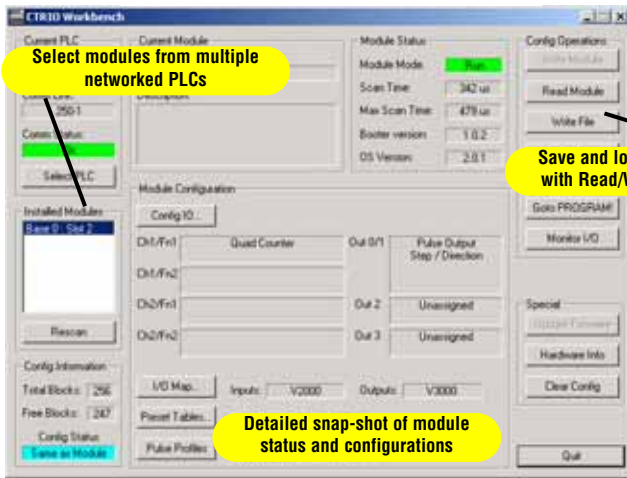 CTRIO Workbench
Current PLC
Select modules from multiple
networked PLCs
250-1
Comm Status:
Select PLC
Installed Modules
Base 0 : Slot 2
Rescan
Config Information
Total Blocks: 256
Free Blocks: 247
Config Status
Same as Module
Current Module
Description:
Module Status
Module Mode: Run
Scan Time: 342 us
Max Scan Time: 479 us
Booter version: 1.0.2
OS Version: 2.0.1
Module Configuration
Config IO...
Ch1/Fn1 Quad Counter
Ch1/Fn2
Ch2/Fn1
Ch2/Fn2
Out 0/1 Pulse Output
Step / Direction
Out 2 Unassigned
Out 3 Unassigned
I/O Map... Inputs: V2000 Outputs: V3000
Preset Tables...
Pulse Profiles
Detailed snap-shot of module
status and configurations
Config Operations
Write Module
Read Module
Write File
Save and lo
with Read/
Goto PROGRAM!
Monitor I/O
Special
Update Firmware
Hardware Info
Clear Config
Quit